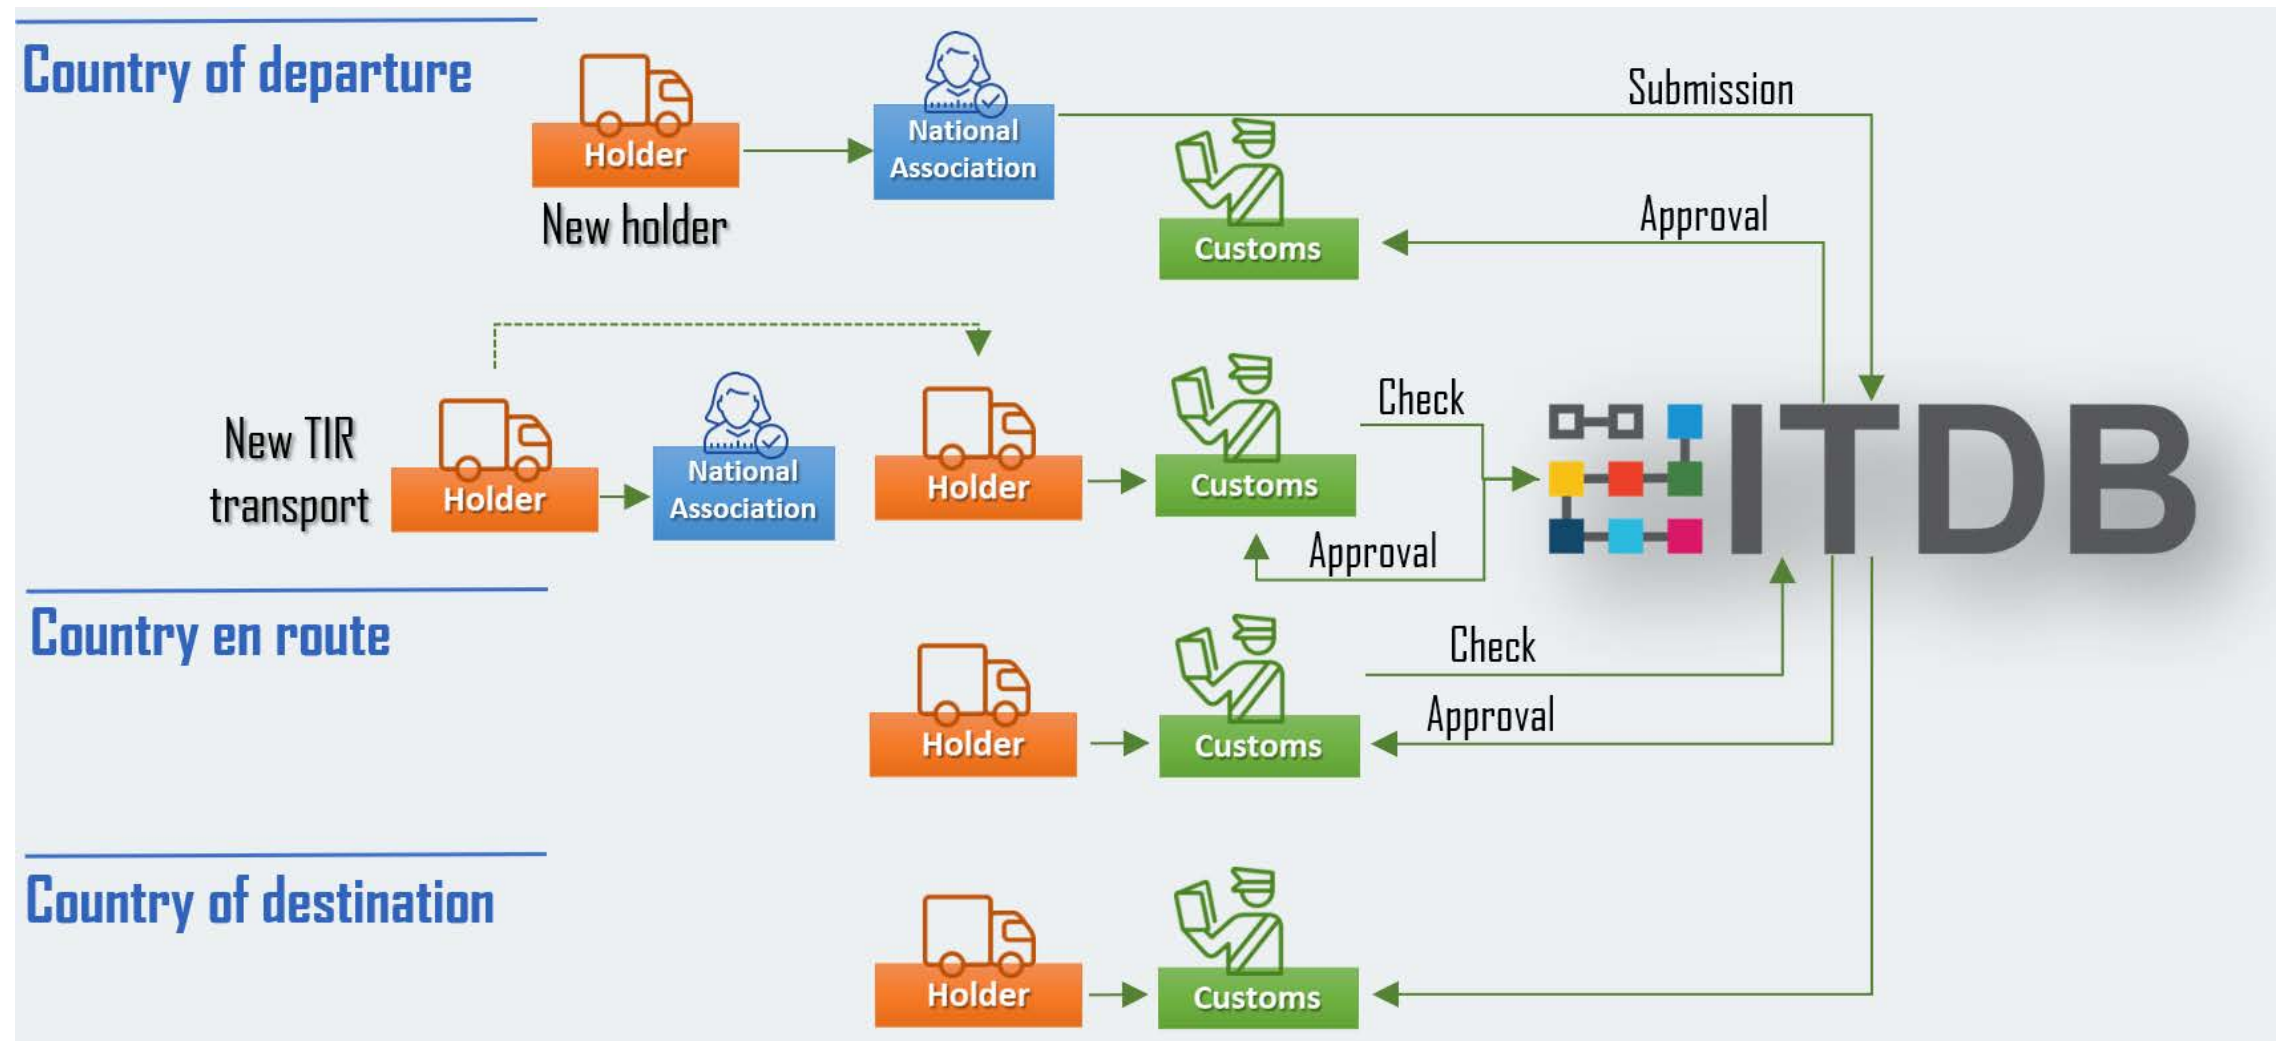 Country of departure
Submission
National
Association
Holder
New holder
Approval
Customs
New TIR
transport
Holder
National
Association
Holder
Customs
Check
Approval
ITDB
Country en route
Holder
Customs
Check
Approval
Country of destination
Holder
Customs